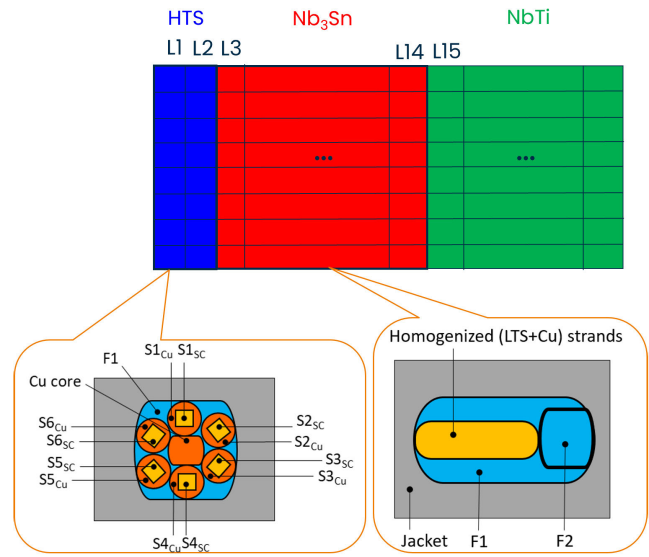 HTS Nb₃Sn NbTi
L1 L2 L3 L14 L15
... ...
S1Cu S1SC
F1
Cu core
S6Cu
S6SC
S5SC
S5Cu
S2SC
S2Cu
S3SC
S3Cu
S4Cu S4SC
Homogenized (LTS+Cu) strands
Jacket F1 F2